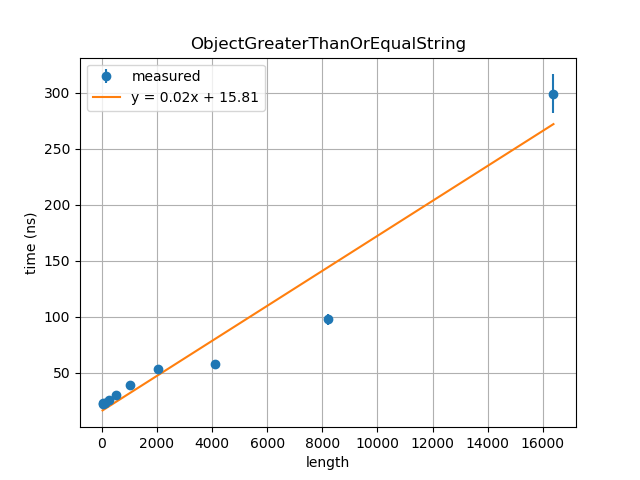 ObjectGreaterThanOrEqualString
measured
y = 0.02x + 15.81
300
250
200
150
100
50
time (ns)
0 2000 4000 6000 8000 10000 12000 14000 16000
length